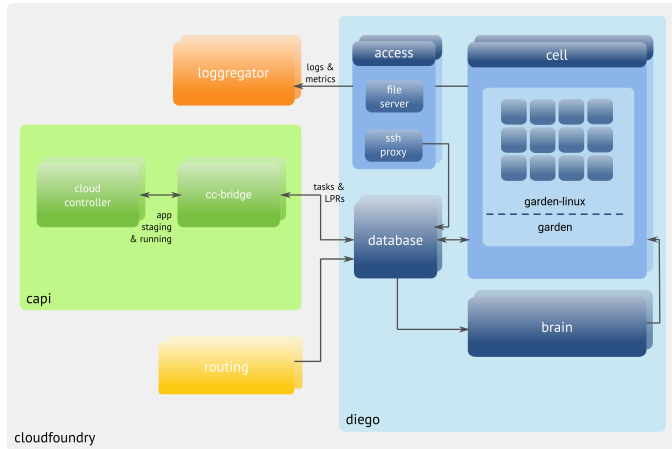 access
cell
loggregator
logs &
metrics
file
server
ssh
proxy
garden-linux
garden
cloud
controller
cc-bridge
tasks &
LPRs
app
staging
& running
database
capi
brain
routing
diego
cloudfoundry